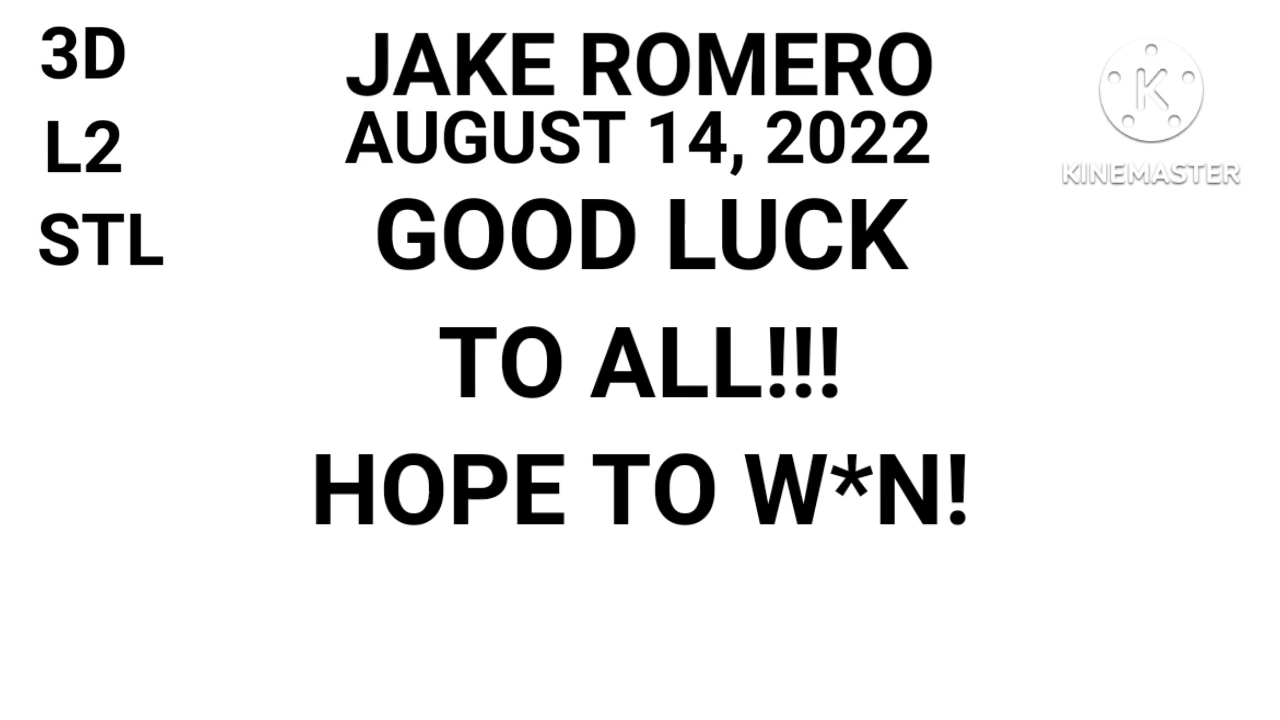 3D
L2
STL
JAKE ROMERO
AUGUST 14, 2022
GOOD LUCK
TO ALL!!!
HOPE TO W*N!
K
KINEMASTER